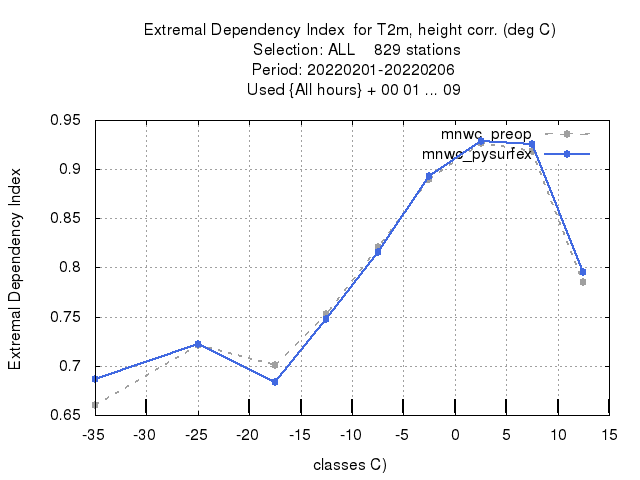 Extremal Dependency Index  for T2m, height corr. (deg C)
Selection: ALL    829 stations
Period: 20220201-20220206
Used {All hours} + 00 01 ... 09
Extremal Dependency Index
0.95
0.9
0.85
0.8
0.75
0.7
0.65
mnwc_preop
mnwc_pysurfex
-35 -30 -25 -20 -15 -10 -5 0 5 10 15
classes C)